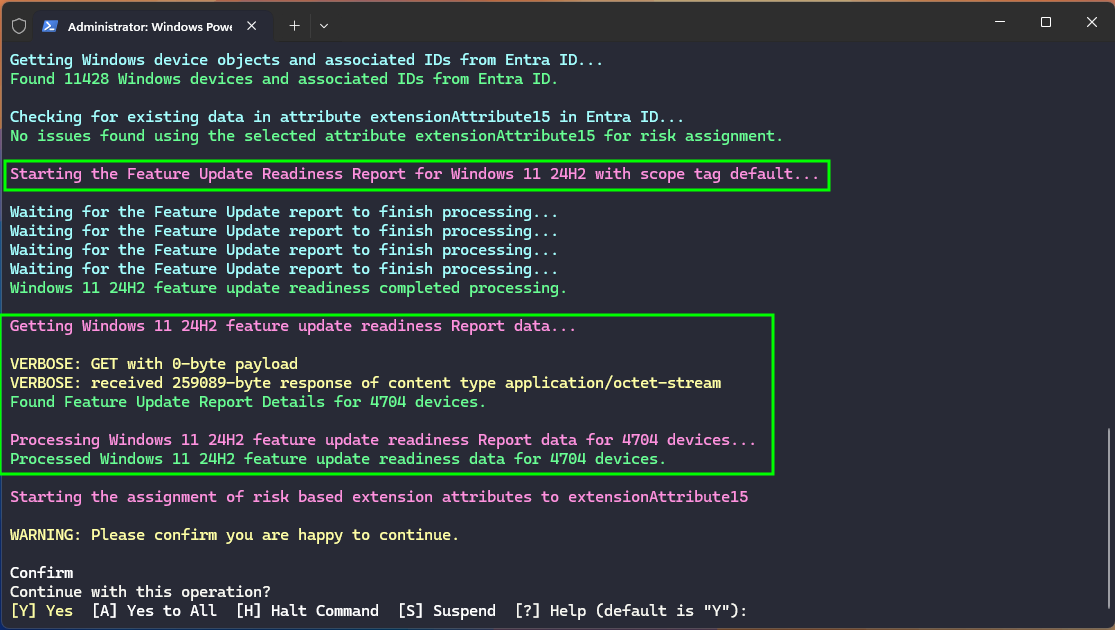 Administrator: Windows Powe
Getting Windows device objects and associated IDs from Entra ID...
Found 11428 Windows devices and associated IDs from Entra ID.
Checking for existing data in attribute extensionAttribute15 in Entra ID...
No issues found using the selected attribute extensionAttribute15 for risk assignment.
Starting the Feature Update Readiness Report for Windows 11 24H2 with scope tag default...
Waiting for the Feature Update report to finish processing...
Waiting for the Feature Update report to finish processing...
Waiting for the Feature Update report to finish processing...
Waiting for the Feature Update report to finish processing...
Windows 11 24H2 feature update readiness completed processing.
Getting Windows 11 24H2 feature update readiness Report data...
VERBOSE: GET with 0-byte payload
VERBOSE: received 259089-byte response of content type application/octet-stream
Found Feature Update Report Details for 4704 devices.
Processing Windows 11 24H2 feature update readiness Report data for 4704 devices...
Processed Windows 11 24H2 feature update readiness data for 4704 devices.
Starting the assignment of risk based extension attributes to extensionAttribute15
WARNING: Please confirm you are happy to continue.
Confirm
Continue with this operation?
[Y] Yes  [A] Yes to All  [H] Halt Command  [S] Suspend  [?] Help (default is "Y"):